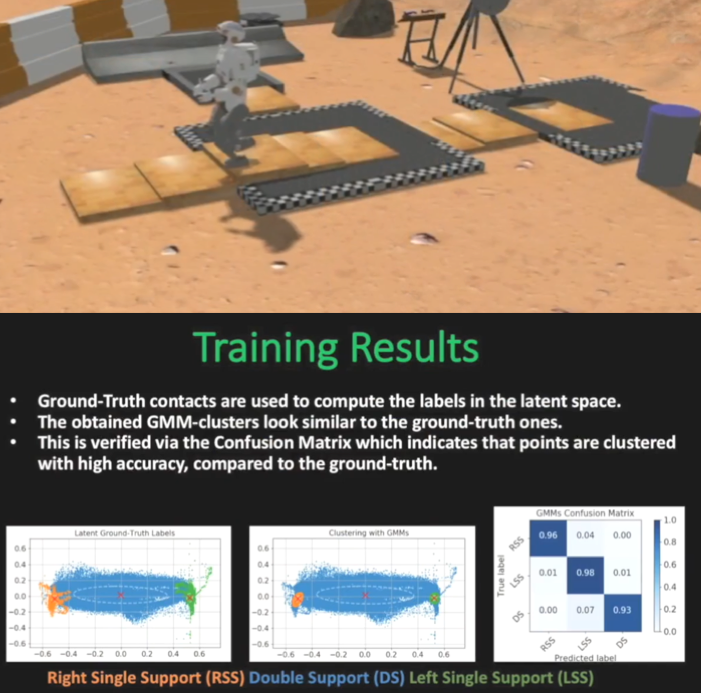 Training Results
• Ground-Truth contacts are used to compute the labels in the latent space.
• The obtained GMM-clusters look similar to the ground-truth ones.
• This is verified via the Confusion Matrix which indicates that points are clustered
with high accuracy, compared to the ground-truth.
Latent Ground-Truth Labels
0.6
0.4
0.2
0.0
−0.2
−0.4
−0.6
−0.6 −0.4 −0.2 0.0 0.2 0.4 0.6
Clustering with GMMs
0.6
0.4
0.2
0.0
−0.2
−0.4
−0.6
−0.6 −0.4 −0.2 0.0 0.2 0.4 0.6
GMMs Confusion Matrix
True label
RSS 0.96 0.04 0.00
LSS 0.01 0.98 0.01
DS 0.00 0.07 0.93
RSS LSS DS
Predicted label
1.0
0.8
0.6
0.4
0.2
0.0
Right Single Support (RSS) Double Support (DS) Left Single Support (LSS)